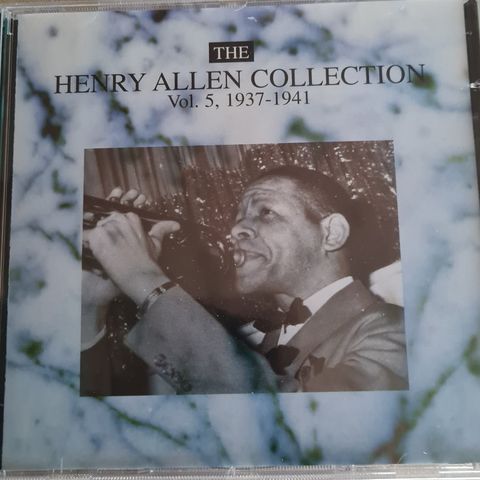 THE
HENRY ALLEN COLLECTION
Vol. 5, 1937-1941